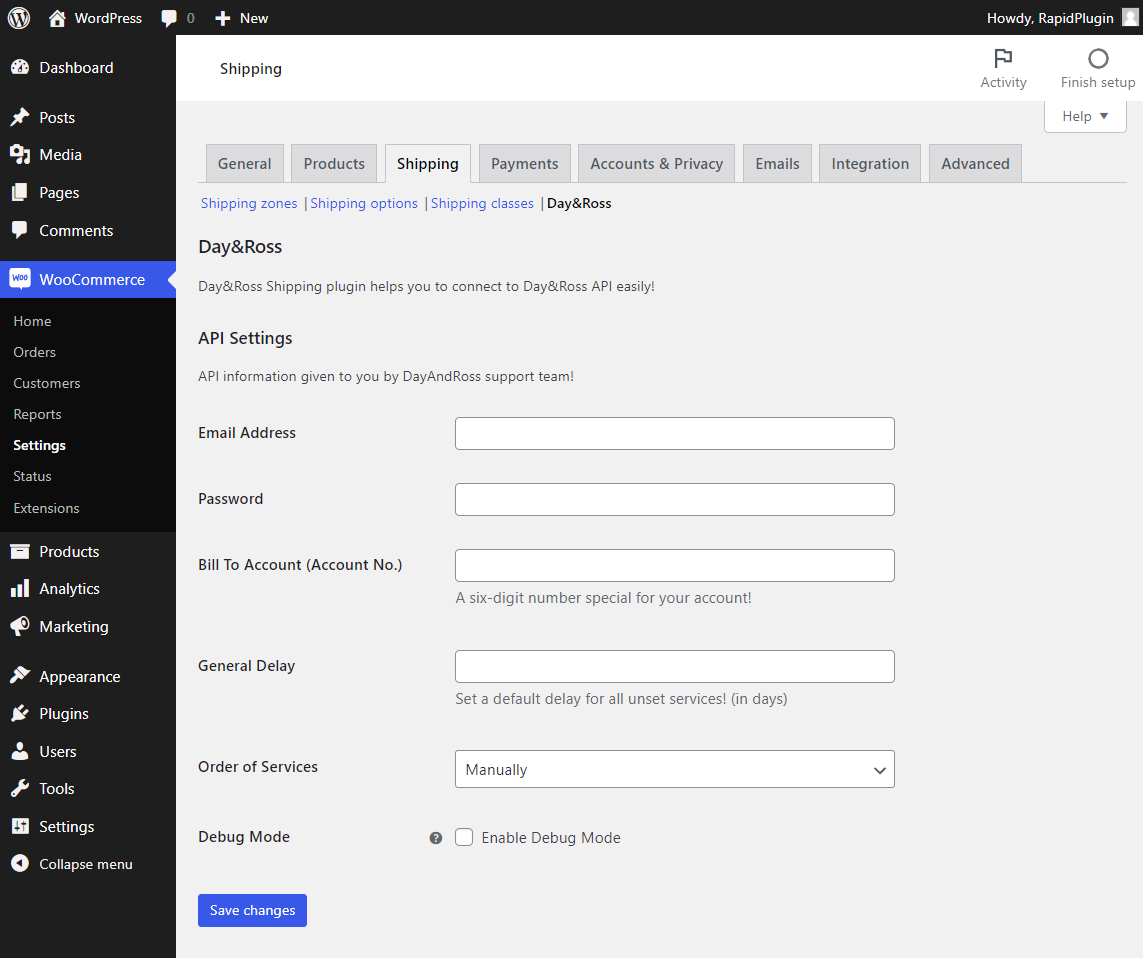 WordPress 0 New Howdy, RapidPlugin
Shipping
Activity
Finish setup
Help
Dashboard
Posts
Media
Pages
Comments
WooCommerce
Home
Orders
Customers
Reports
Settings
Status
Extensions
Products
Analytics
Marketing
Appearance
Plugins
Users
Tools
Settings
Collapse menu
General Products Shipping Payments Accounts & Privacy Emails Integration Advanced
Shipping zones | Shipping options | Shipping classes | Day&Ross
Day&Ross
Day&Ross Shipping plugin helps you to connect to Day&Ross API easily!
API Settings
API information given to you by DayAndRoss support team!
Email Address
Password
Bill To Account (Account No.)
A six-digit number special for your account!
General Delay
Set a default delay for all unset services! (in days)
Order of Services
Manually
Debug Mode
? Enable Debug Mode
Save changes